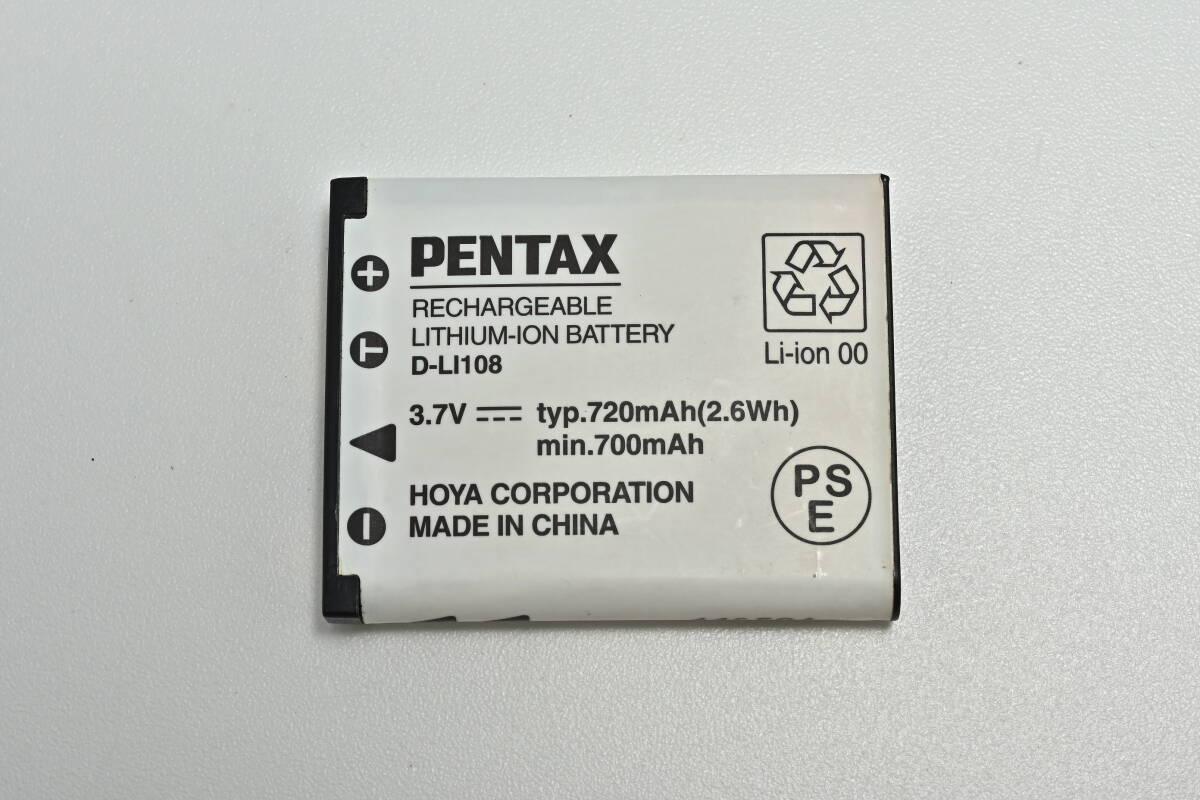 PENTAX
RECHARGEABLE
LITHIUM-ION BATTERY
D-LI108
3.7V typ.720mAh(2.6Wh)
min.700mAh
HOYA CORPORATION
MADE IN CHINA
+
T
-
Li-ion 00
PS
E